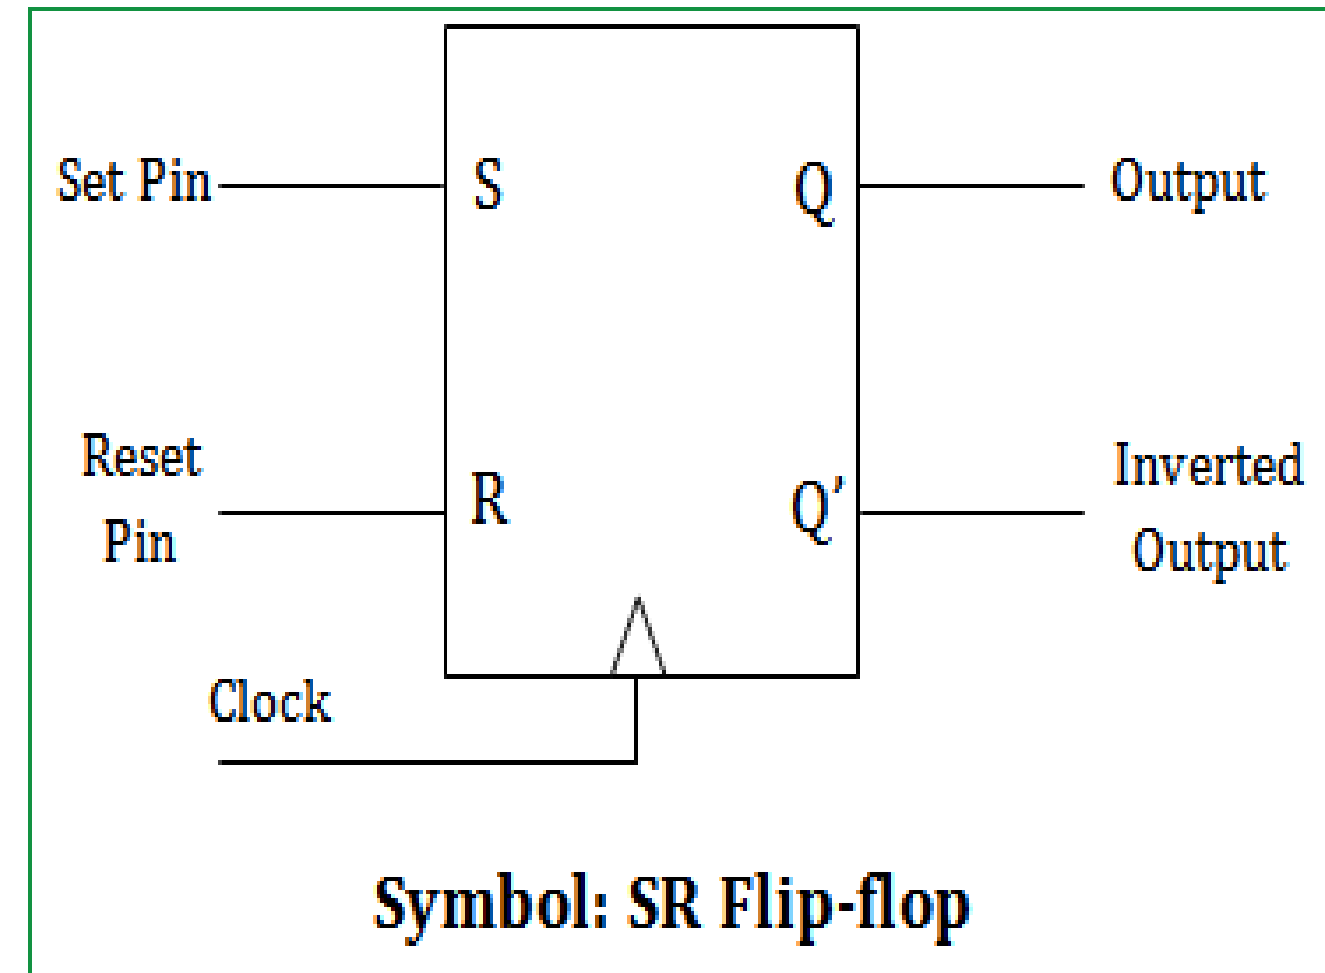 Set Pin
S
Q
Output
Reset
Pin
R
Q’
Inverted
Output
Clock
Symbol: SR Flip-flop